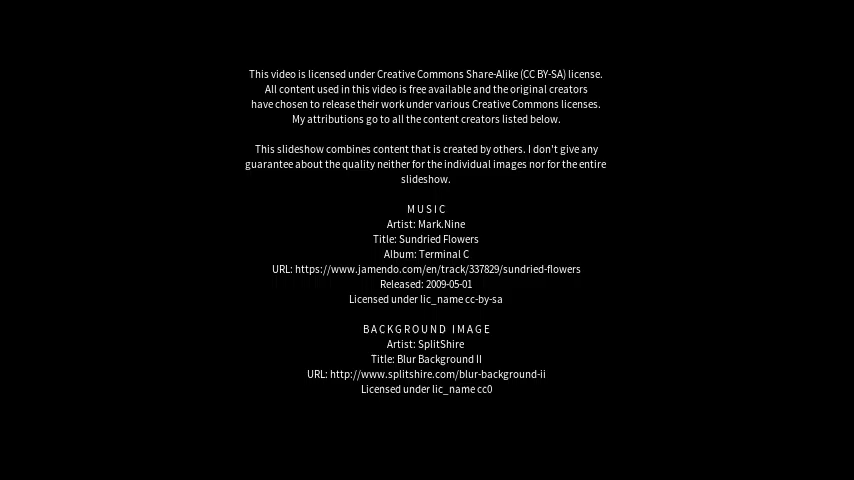 This video is licensed under Creative Commons Share-Alike (CC BY-SA) license.
All content used in this video is free available and the original creators
have chosen to release their work under various Creative Commons licenses.
My attributions go to all the content creators listed below.
This slideshow combines content that is created by others. I don't give any
guarantee about the quality neither for the individual images nor for the entire
slideshow.
MUSIC
Artist: Mark.Nine
Title: Sundried Flowers
Album: Terminal C
URL: https://www.jamendo.com/en/track/337829/sundried-flowers
Released: 2009-05-01
Licensed under lic_name cc-by-sa
BACKGROUND IMAGE
Artist: SplitShire
Title: Blur Background II
URL: http://www.splitshire.com/blur-background-ii
Licensed under lic_name cc0